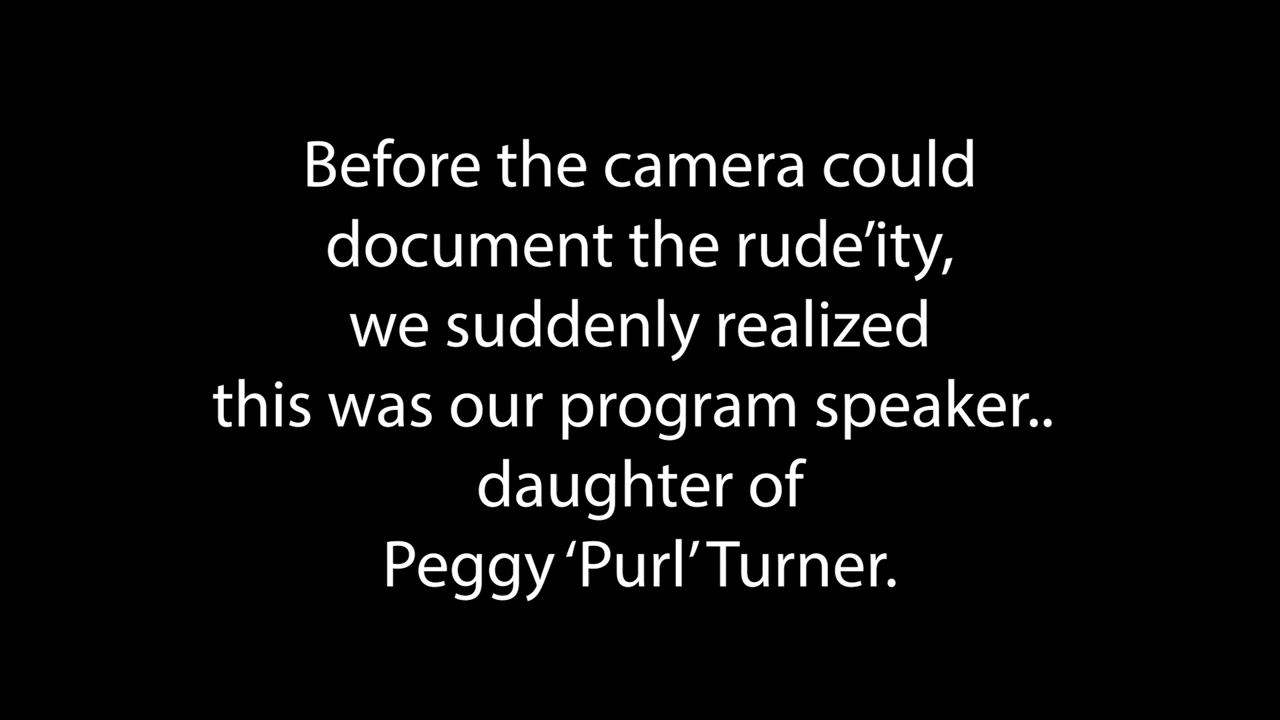 Before the camera could
document the rude’ity,
we suddenly realized
this was our program speaker..
daughter of
Peggy ‘Purl’ Turner.